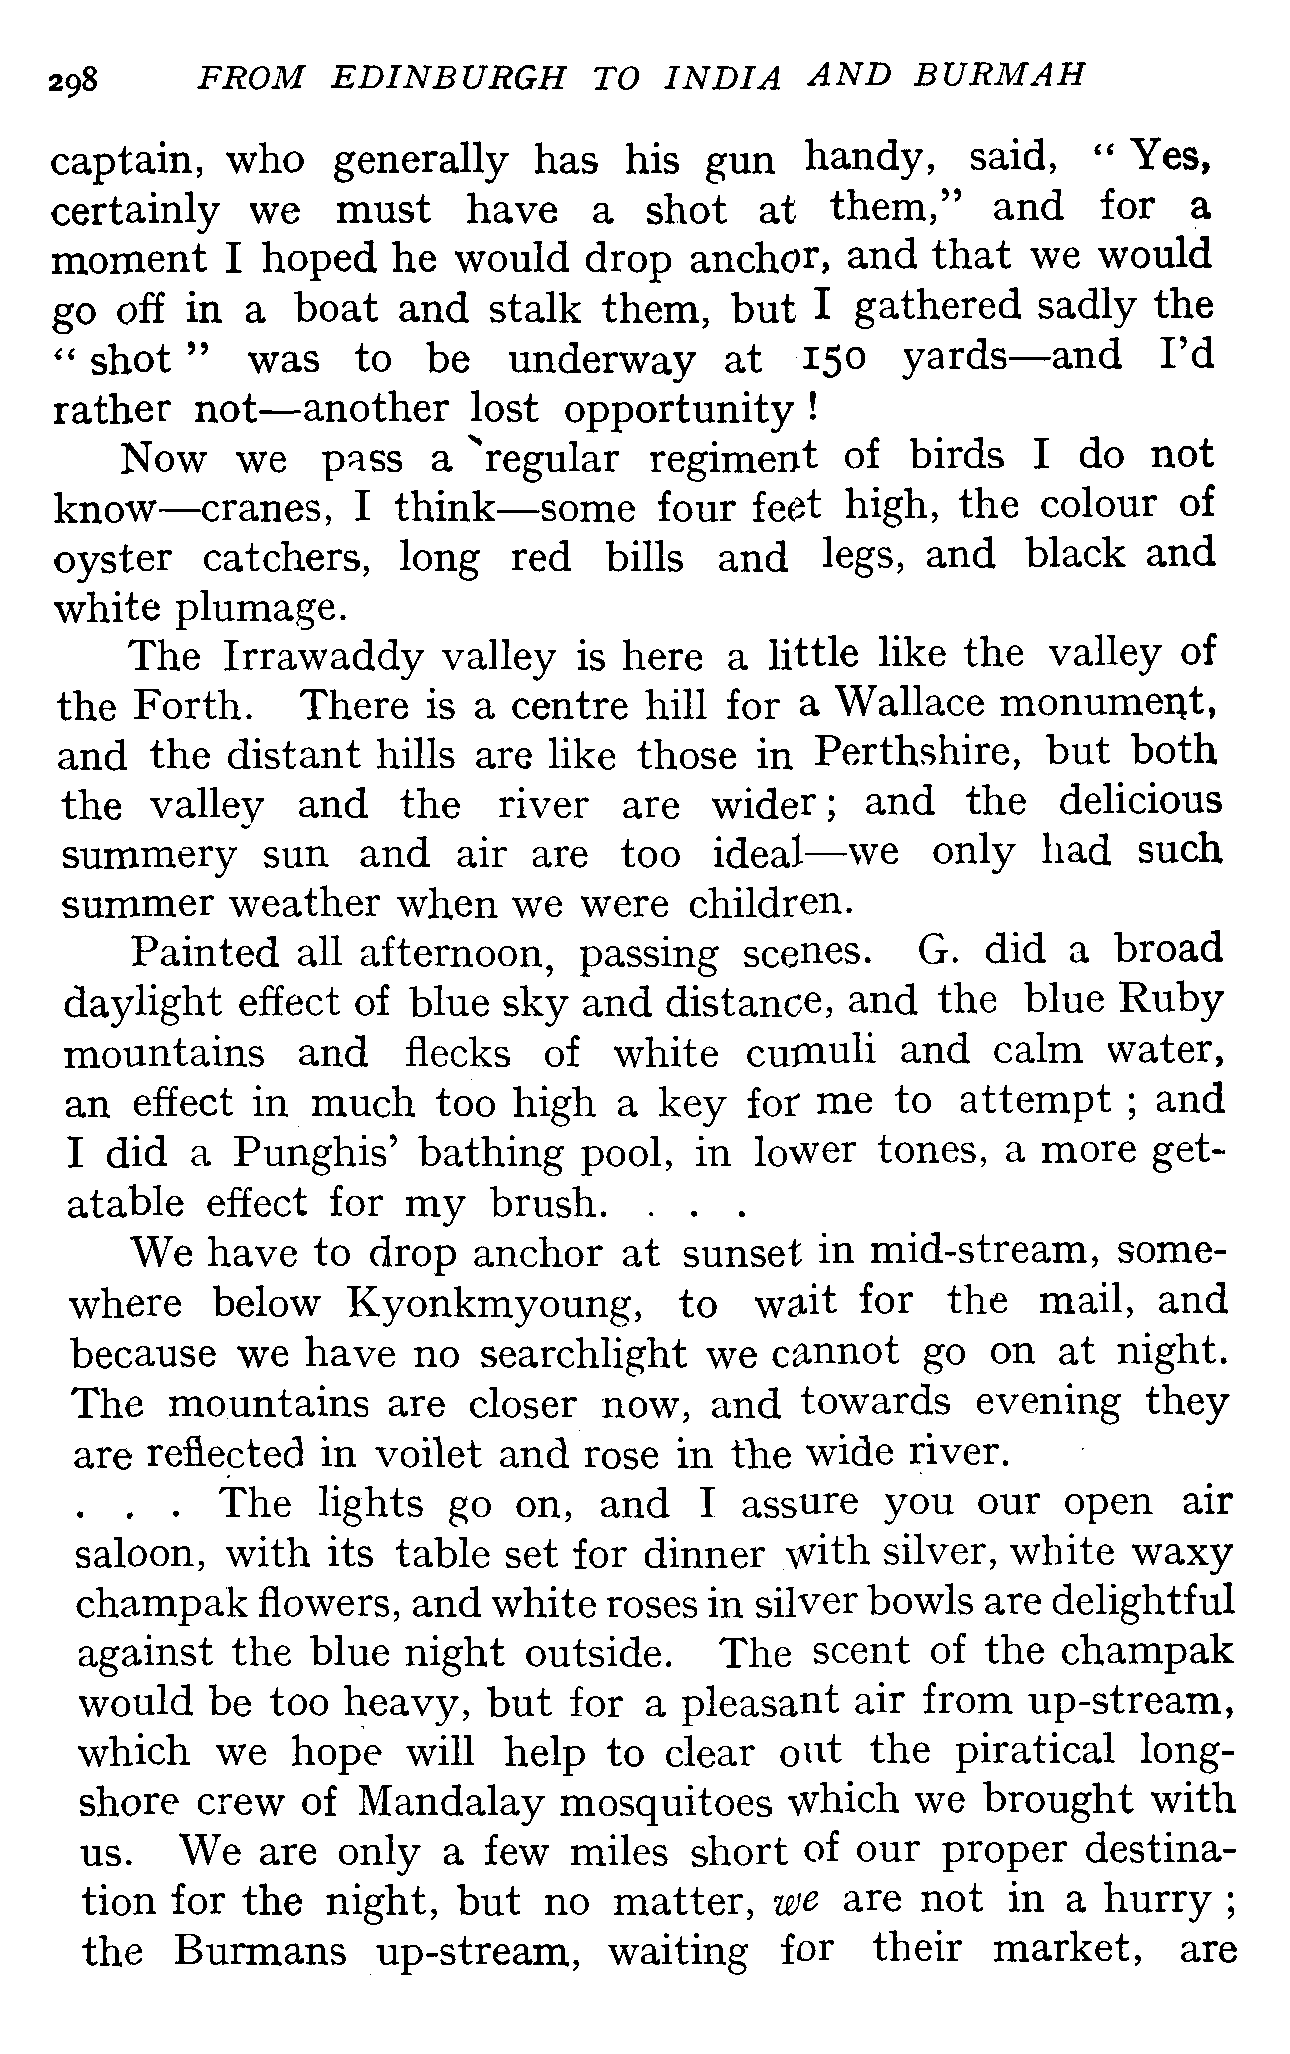 298 FROM EDINBURGH TO INDIA AND BURMAH
captain, who generally has his gun handy, said, “ Yes,
certainly we must have a shot at them,” and for a
moment I hoped he would drop anchor, and that we would
go off in a boat and stalk them, but I gathered sadly the
“ shot ” was to be underway at 150 yards—and I’d
rather not—another lost opportunity !
Now we pass a regular regiment of birds I do not
know—cranes, I think—some four feet high, the colour of
oyster catchers, long red bills and legs, and black and
white plumage.
The Irrawaddy valley is here a little like the valley of
the Forth. There is a centre hill for a Wallace monument,
and the distant hills are like those in Perthshire, but both
the valley and the river are wider ; and the delicious
summery sun and air are too ideal—we only had such
summer weather when we were children.
Painted all afternoon, passing scenes. G. did a broad
daylight effect of blue sky and distance, and the blue Ruby
mountains and flecks of white cumuli and calm water,
an effect in much too high a key for me to attempt ; and
I did a Punghis’ bathing pool, in lower tones, a more get-
atable effect for my brush. . . .
We have to drop anchor at sunset in mid-stream, some-
where below Kyonkmyoung, to wait for the mail, and
because we have no searchlight we cannot go on at night.
The mountains are closer now, and towards evening they
are reflected in voilet and rose in the wide river.
. . . The lights go on, and I assure you our open air
saloon, with its table set for dinner with silver, white waxy
champak flowers, and white roses in silver bowls are delightful
against the blue night outside. The scent of the champak
would be too heavy, but for a pleasant air from up-stream,
which we hope will help to clear out the piratical long-
shore crew of Mandalay mosquitoes which we brought with
us. We are only a few miles short of our proper destina-
tion for the night, but no matter, we are not in a hurry ;
the Burmans up-stream, waiting for their market, are